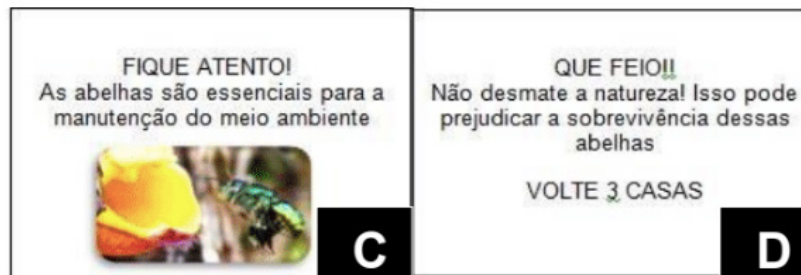 FIQUE ATENTO!
As abelhas são essenciais para a
manutenção do meio ambiente
C
QUE FEIO!!
Não desmate a natureza! Isso pode
prejudicar a sobrevivência dessas
abelhas
VOLTE 3 CASAS
D